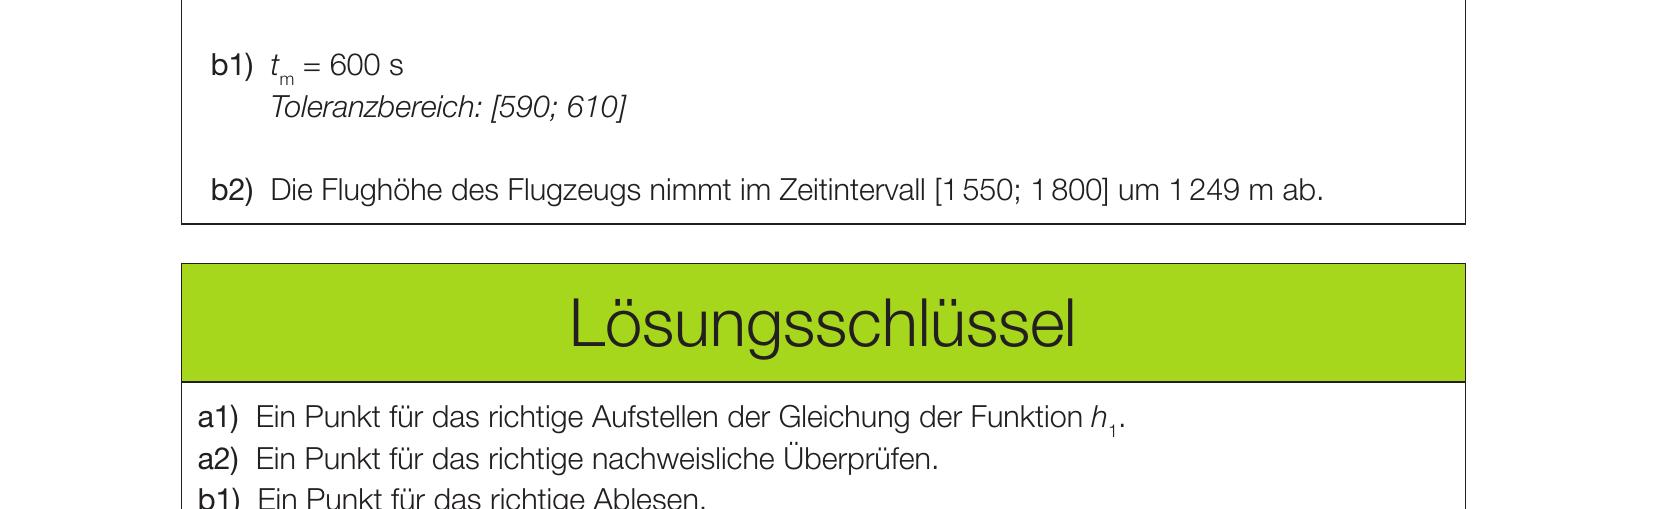 b1) tₘ = 600 s
Toleranzbereich: [590; 610]
b2) Die Flughöhe des Flugzeugs nimmt im Zeitintervall [1 550; 1 800] um 1 249 m ab.
Lösungsschlüssel
a1) Ein Punkt für das richtige Aufstellen der Gleichung der Funktion h₁.
a2) Ein Punkt für das richtige nachweisliche Überprüfen.
b1) Ein Punkt für das richtige Ablesen.